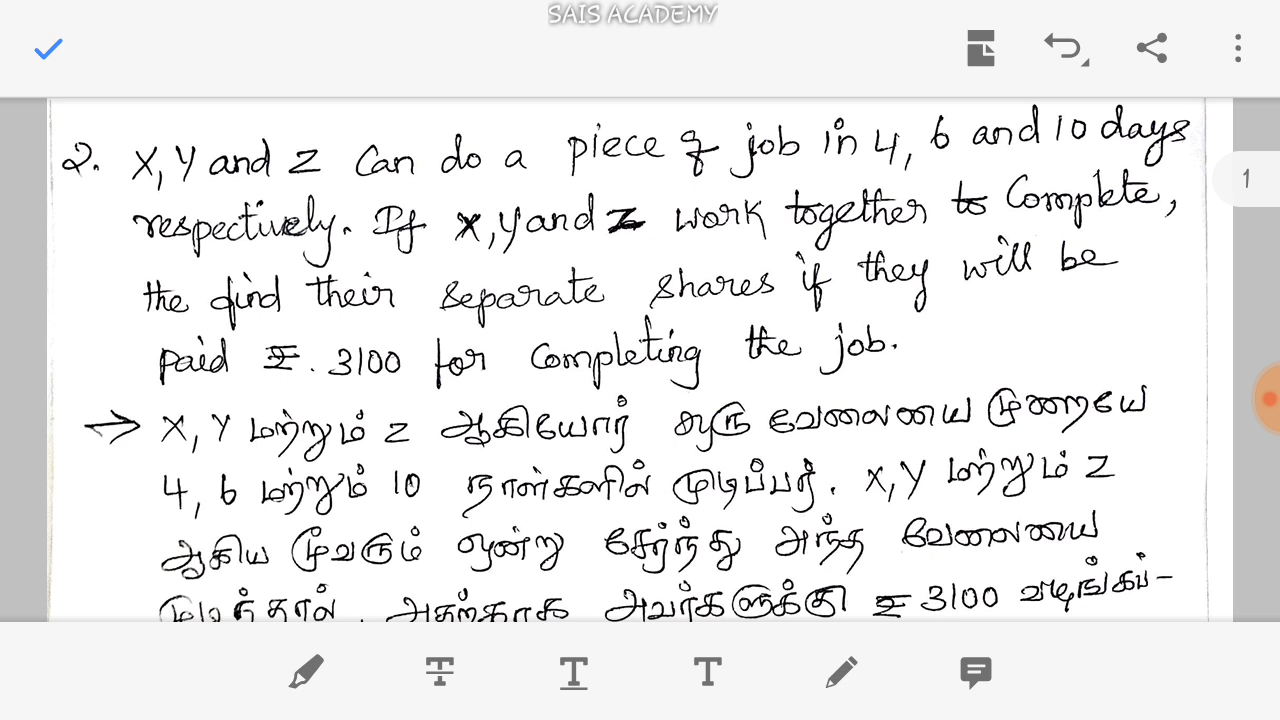 SAIS ACADEMY
2. X, Y and Z Can do a piece of job in 4, 6 and 10 days
respectively. If X, Y and Z work together to Complete,
the find their separate shares if they will be
paid ₹. 3100 for completing the job.
1
→ X, Y மற்றும் Z ஆகியோர் ஒரு வேலையை முறையே
4, 6 மற்றும் 10 நாள்களில் முடிப்பர். X, Y மற்றும் Z
ஆகிய மூவரும் ஒன்று சேர்ந்து அந்த வேலையை
முடித்தால், அதற்காக அவர்களுக்கு ₹ 3100 வழங்கப்-
T T T